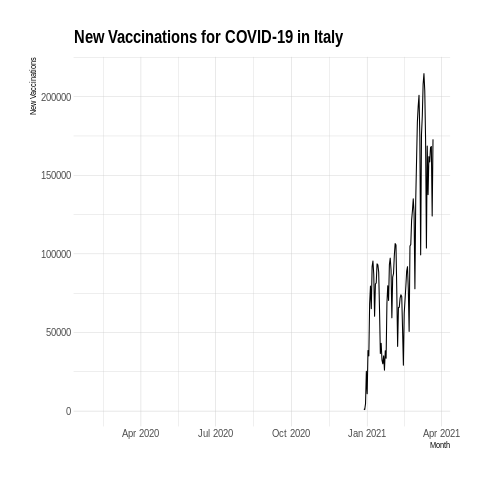 New Vaccinations for COVID-19 in Italy
New Vaccinations
200000
150000
100000
50000
0
Apr 2020 Jul 2020 Oct 2020 Jan 2021 Apr 2021
Month